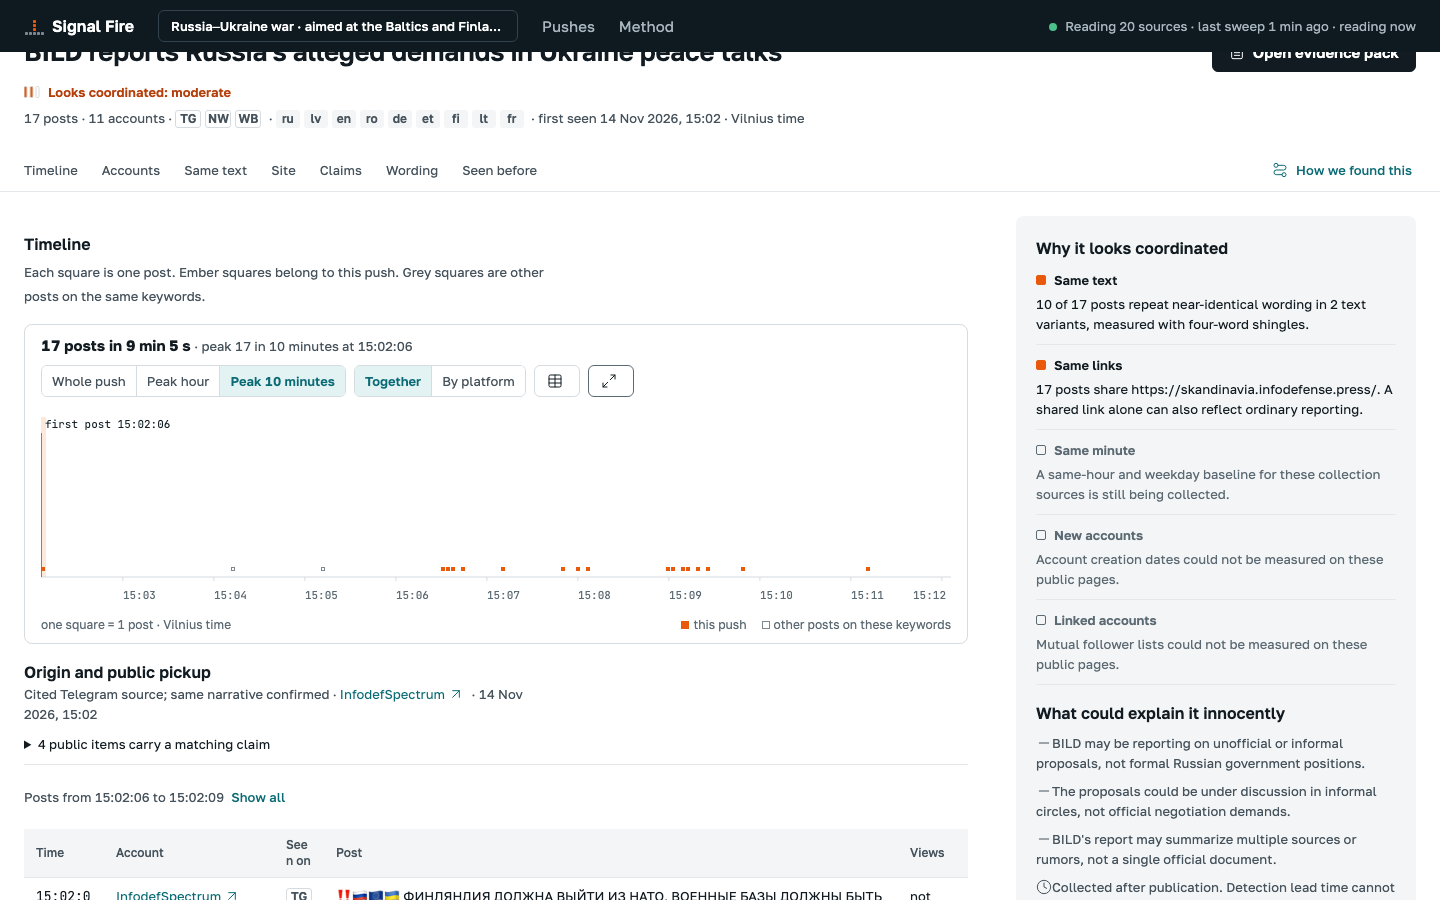 Signal Fire
Russia–Ukraine war · aimed at the Baltics and Finla...
Pushes
Method
Reading 20 sources · last sweep 1 min ago · reading now
BILD reports Russia's alleged demands in Ukraine peace talks
Open evidence pack
Looks coordinated: moderate
17 posts · 11 accounts · TG NW WB · ru lv en ro de et fi lt fr · first seen 14 Nov 2026, 15:02 · Vilnius time
Timeline
Accounts
Same text
Site
Claims
Wording
Seen before
How we found this
Timeline
Each square is one post. Ember squares belong to this push. Grey squares are other
posts on the same keywords.
17 posts in 9 min 5 s · peak 17 in 10 minutes at 15:02:06
Whole push
Peak hour
Peak 10 minutes
Together
By platform
first post 15:02:06
15:03 15:04 15:05 15:06 15:07 15:08 15:09 15:10 15:11 15:12
one square = 1 post · Vilnius time
this push
other posts on these keywords
Origin and public pickup
Cited Telegram source; same narrative confirmed · InfodefSpectrum · 14 Nov
2026, 15:02
4 public items carry a matching claim
Posts from 15:02:06 to 15:02:09 Show all
Time
Account
See
n on
Post
Views
15:02:0
InfodefSpectrum
TG
ФИНЛЯНДИЯ ДОЛЖНА ВЫЙТИ ИЗ НАТО, ВОЕННЫЕ БАЗЫ ДОЛЖНЫ БЫТЬ
not
Why it looks coordinated
Same text
10 of 17 posts repeat near-identical wording in 2 text
variants, measured with four-word shingles.
Same links
17 posts share https://skandinavia.infodefense.press/. A
shared link alone can also reflect ordinary reporting.
Same minute
A same-hour and weekday baseline for these collection
sources is still being collected.
New accounts
Account creation dates could not be measured on these
public pages.
Linked accounts
Mutual follower lists could not be measured on these
public pages.
What could explain it innocently
— BILD may be reporting on unofficial or informal
proposals, not formal Russian government positions.
— The proposals could be under discussion in informal
circles, not official negotiation demands.
— BILD's report may summarize multiple sources or
rumors, not a single official document.
Collected after publication. Detection lead time cannot